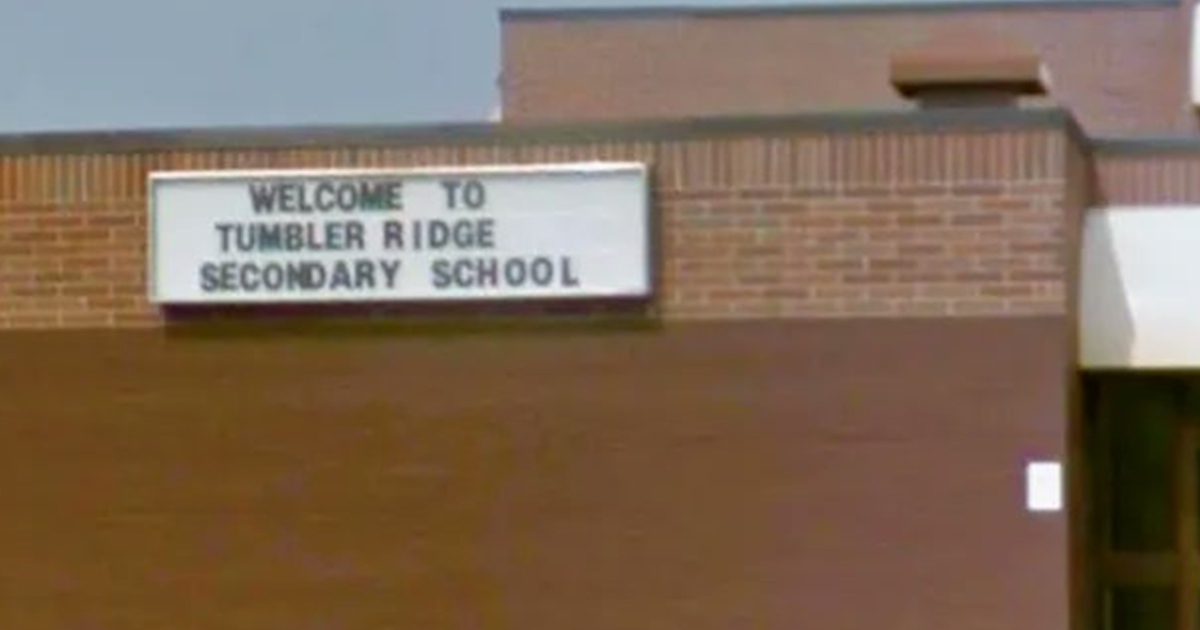 WELCOME TO
TUMBLER RIDGE
SECONDARY SCHOOL